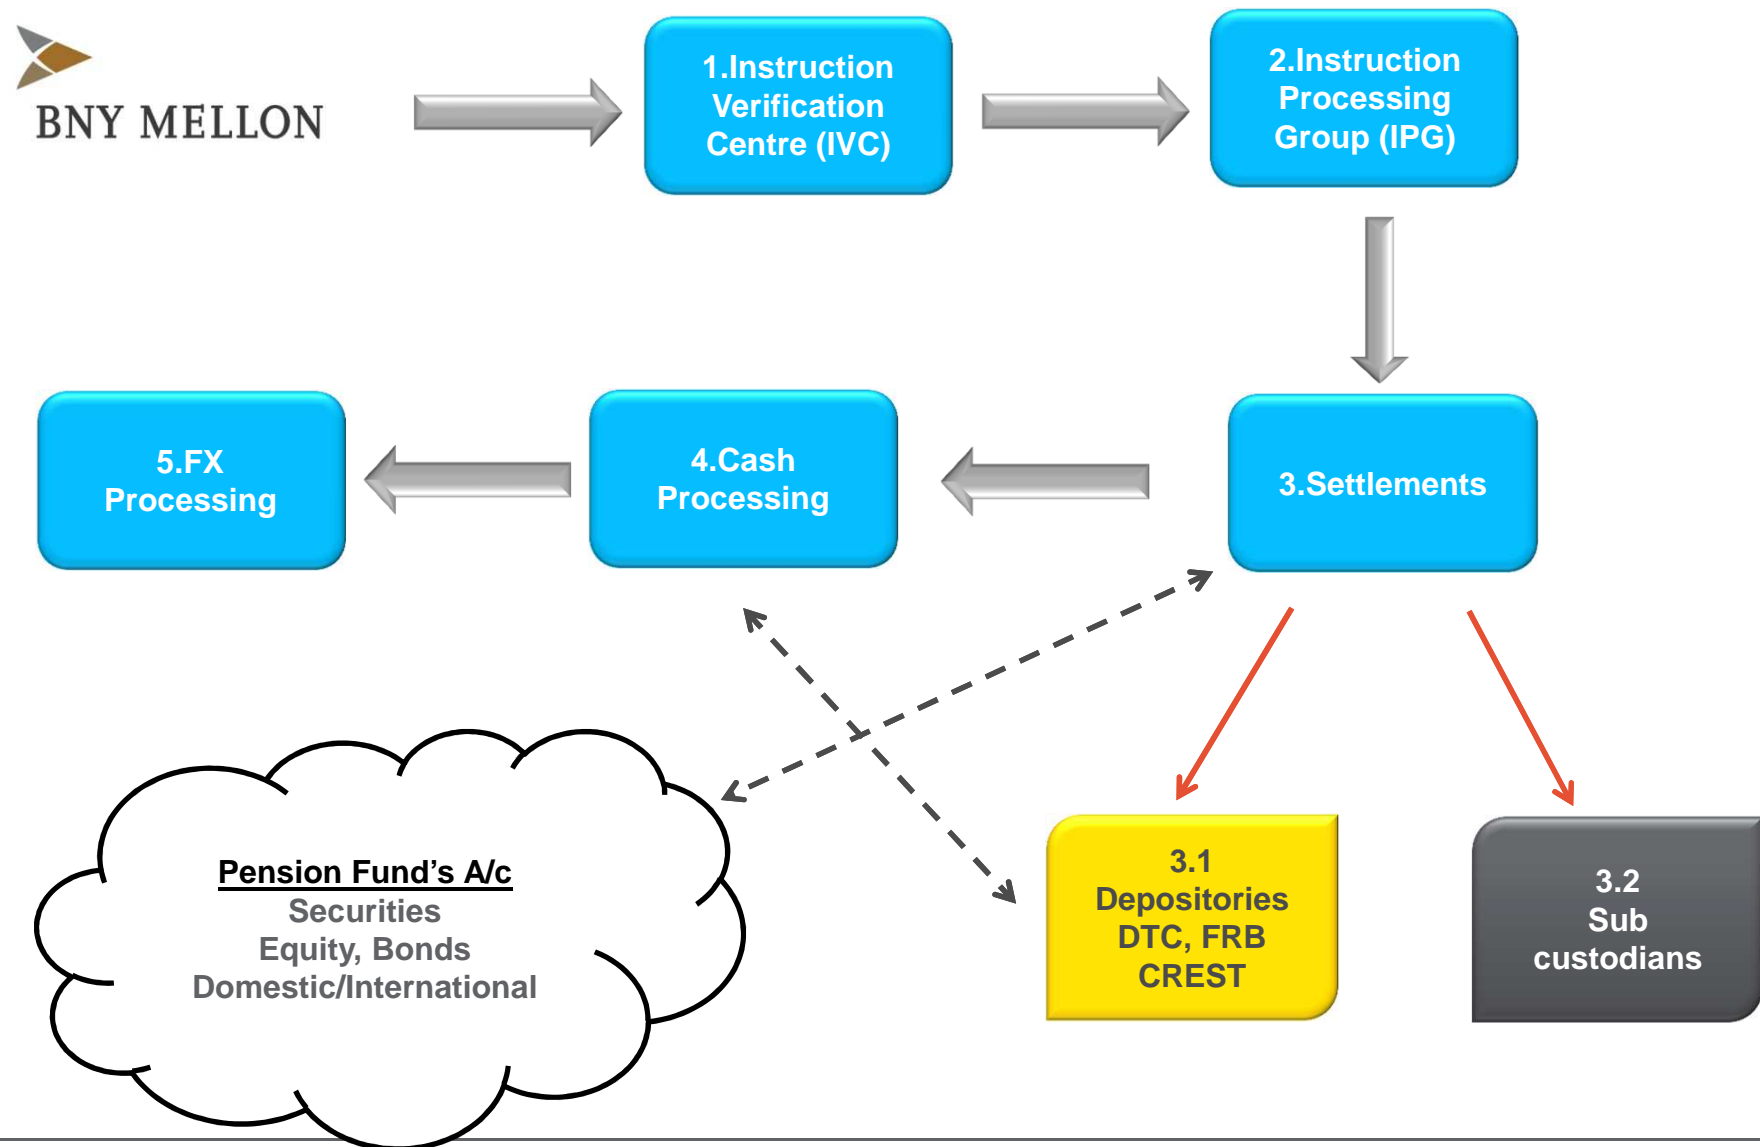 BNY MELLON
1.Instruction
Verification
Centre (IVC)
2.Instruction
Processing
Group (IPG)
5.FX
Processing
4.Cash
Processing
3.Settlements
Pension Fund’s A/c
Securities
Equity, Bonds
Domestic/International
3.1
Depositories
DTC, FRB
CREST
3.2
Sub
custodians